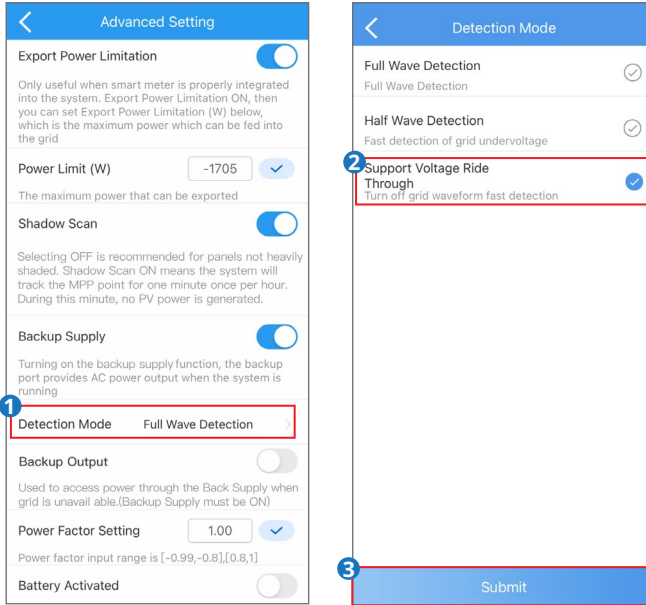 Advanced Setting
Export Power Limitation
Only useful when smart meter is properly integrated
into the system. Export Power Limitation ON, then
you can set Export Power Limitation (W) below,
which is the maximum power which can be fed into
the grid
Power Limit (W) -1705
The maximum power that can be exported
Shadow Scan
Selecting OFF is recommended for panels not heavily
shaded. Shadow Scan ON means the system will
track the MPP point for one minute once per hour.
During this minute, no PV power is generated.
Backup Supply
Turning on the backup supply function, the backup
port provides AC power output when the system is
running
1
Detection Mode Full Wave Detection
Backup Output
Used to access power through the Back Supply when
grid is unavail able.(Backup Supply must be ON)
Power Factor Setting 1.00
Power factor input range is [-0.99,-0.8],[0.8,1]
Battery Activated
Detection Mode
Full Wave Detection
Full Wave Detection
Half Wave Detection
Fast detection of grid undervoltage
2
Support Voltage Ride
Through
Turn off grid waveform fast detection
3
Submit